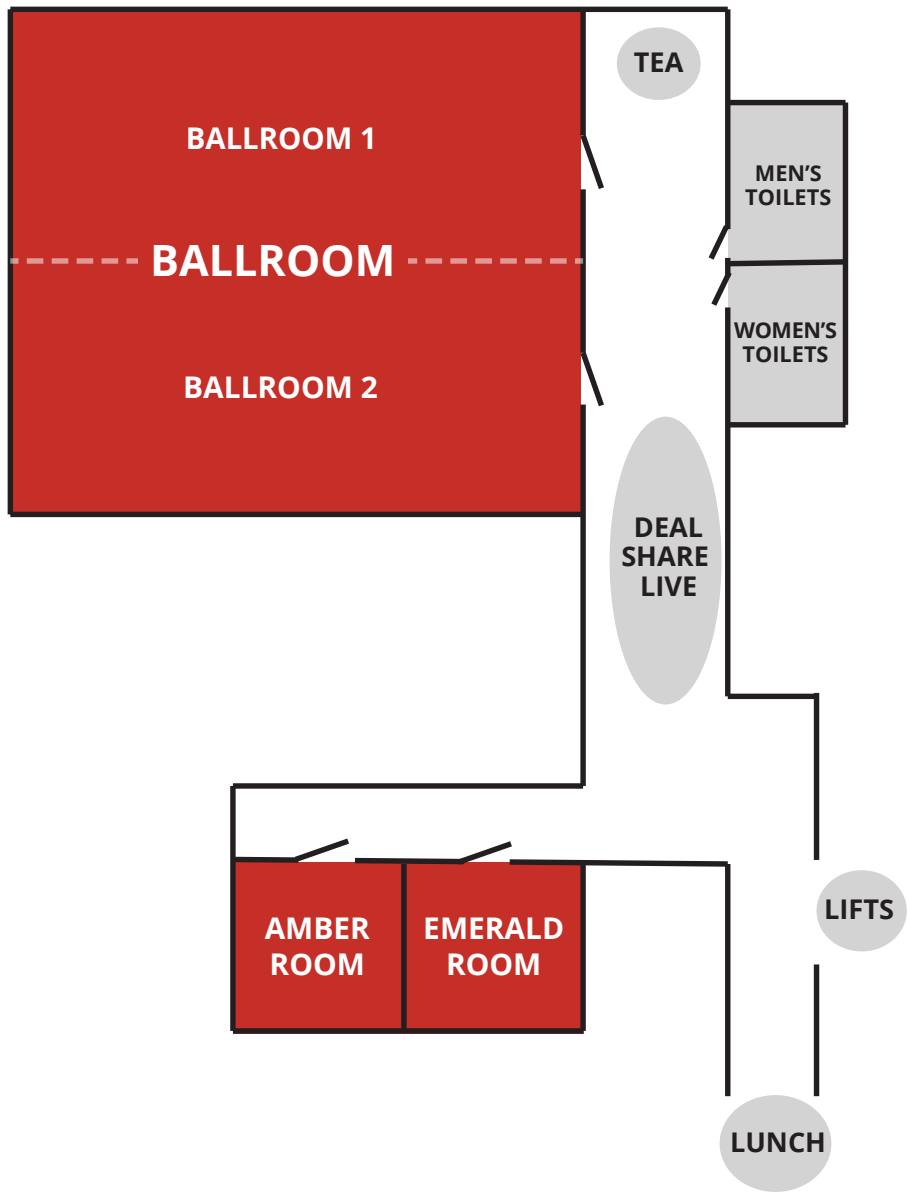 TEA
BALLROOM 1
MEN'S
TOILETS
BALLROOM
WOMEN'S
TOILETS
BALLROOM 2
DEAL
SHARE
LIVE
LIFTS
AMBER
ROOM
EMERALD
ROOM
LUNCH